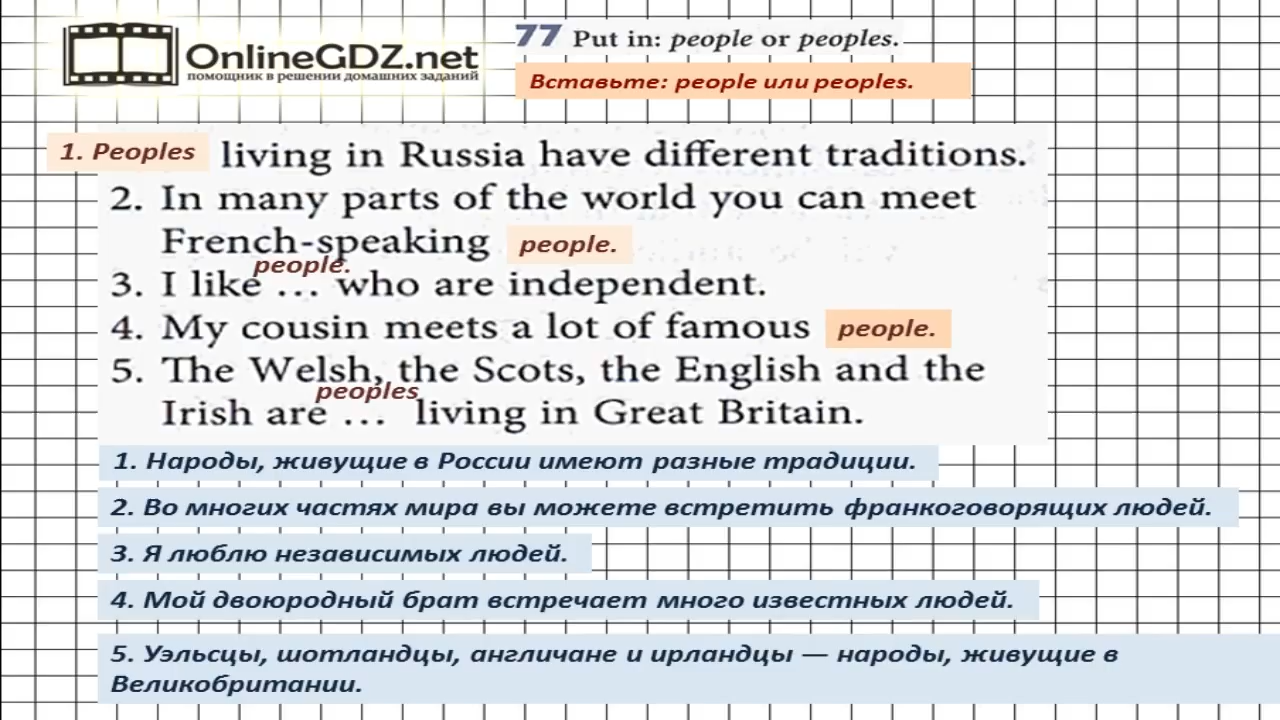 OnlineGDZ.net
помощник в решении домашних заданий
77 Put in: people or peoples.
Вставьте: people или peoples.
1. Peoples living in Russia have different traditions.
2. In many parts of the world you can meet
French-speaking people.
people.
3. I like ... who are independent.
4. My cousin meets a lot of famous people.
5. The Welsh, the Scots, the English and the
peoples
Irish are ... living in Great Britain.
1. Народы, живущие в России имеют разные традиции.
2. Во многих частях мира вы можете встретить франкоговорящих людей.
3. Я люблю независимых людей.
4. Мой двоюродный брат встречает много известных людей.
5. Уэльсцы, шотландцы, англичане и ирландцы — народы, живущие в
Великобритании.